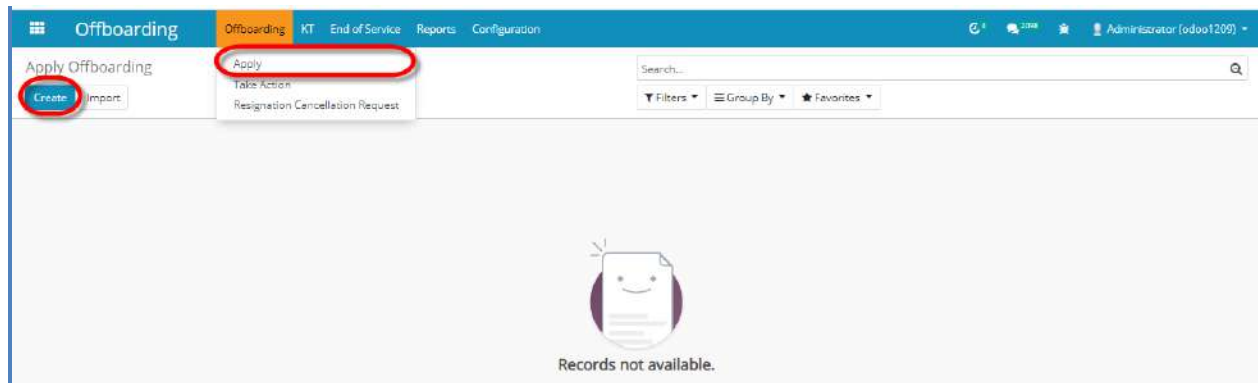 Offboarding Offboarding KT End of Service Reports Configuration Administrator (odoo1209)
Apply Offboarding
Apply
Search...
Create Import
Take Action
Filters Group By Favorites
Resignation Cancellation Request
Records not available.